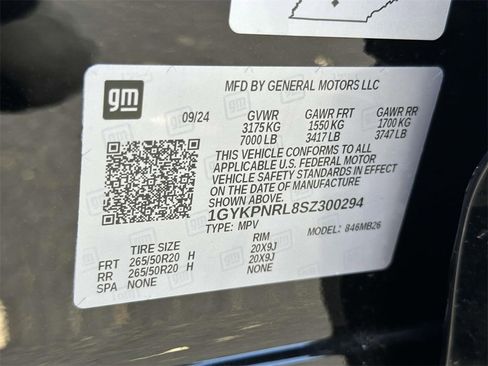 gm
MFD BY GENERAL MOTORS LLC
09/24 GVWR GAWR FRT GAWR RR
3175 KG 1550 KG 1700 KG
7000 LB 3417 LB 3747 LB
THIS VEHICLE CONFORMS TO ALL
APPLICABLE U.S. FEDERAL MOTOR
VEHICLE SAFETY STANDARDS IN EFFECT
ON THE DATE OF MANUFACTURE SHOWN
ABOVE.
1GYKPNRL8SZ300294
TYPE: MPV MODEL: 846MB26
TIRE SIZE RIM
FRT 265/50R20 H 20X9J
RR 265/50R20 H 20X9J
SPA NONE NONE